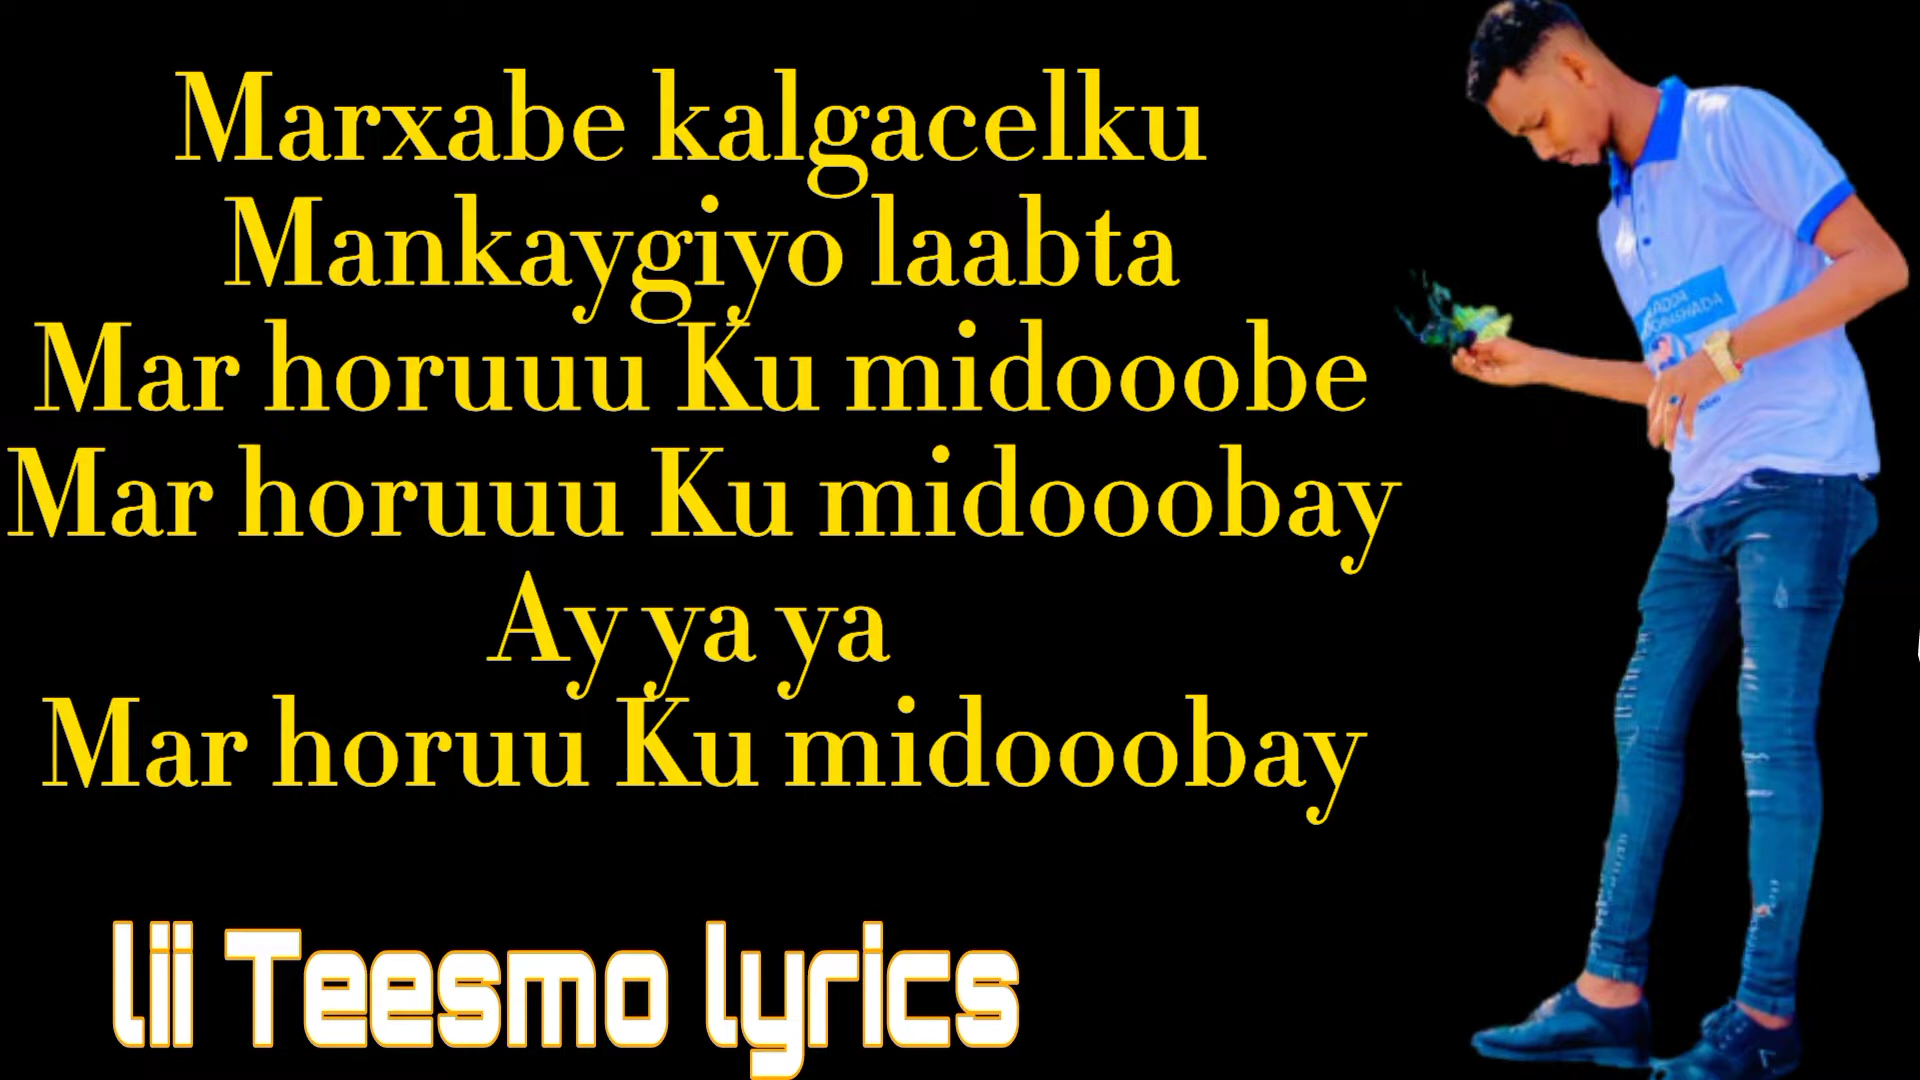 Marxabe kalgacelku
Mankaygiyo laabta
Mar horuuu Ku midooobe
Mar horuuu Ku midooobay
Ay ya ya
Mar horuu Ku midooobay
lii Teesmo lyrics